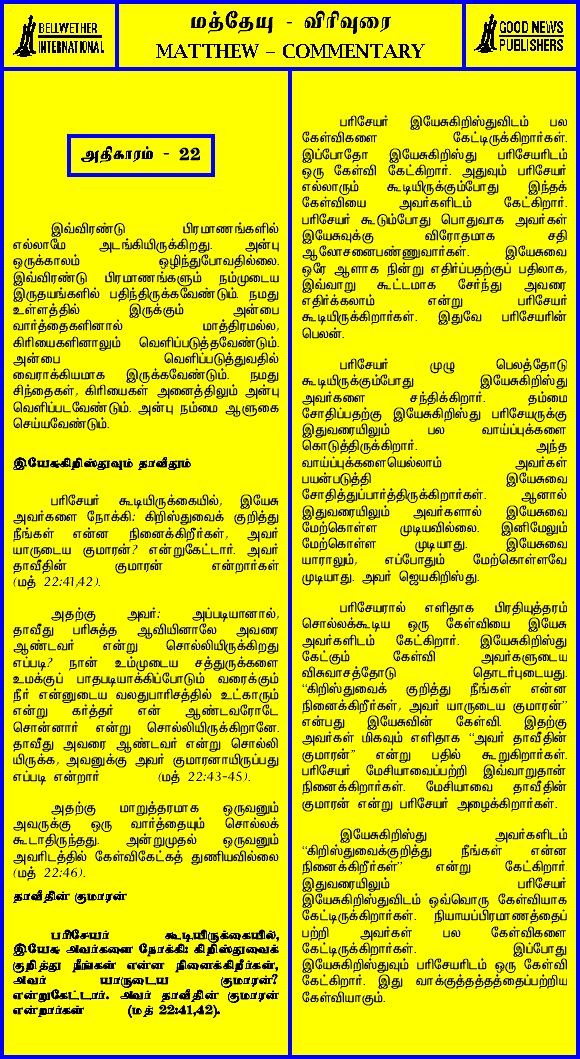 BELLWETHER
INTERNATIONAL
மத்தேயு - விரிவுரை
MATTHEW – COMMENTARY
GOOD NEWS
PUBLISHERS
அதிகாரம் - 22
இவ்விரண்டு பிரமாணங்களில்
எல்லாமே அடங்கியிருக்கிறது. அன்பு
ஒருக்காலும் ஒழிந்துபோவதில்லை.
இவ்விரண்டு பிரமாணங்களும் நம்முடைய
இருதயங்களில் பதிந்திருக்கவேண்டும். நமது
உள்ளத்தில் இருக்கும் அன்பை
வார்த்தைகளினால் மாத்திரமல்ல,
கிரியைகளினாலும் வெளிப்படுத்தவேண்டும்.
அன்பை வெளிப்படுத்துவதில்
வைராக்கியமாக இருக்கவேண்டும். நமது
சிந்தைகள், கிரியைகள் அனைத்திலும் அன்பு
வெளிப்படவேண்டும். அன்பு நம்மை ஆளுகை
செய்யவேண்டும்.
இயேசுகிறிஸ்துவும் தாவீதும்
பரிசேயர் கூடியிருக்கையில், இயேசு
அவர்களை நோக்கி: கிறிஸ்துவைக் குறித்து
நீங்கள் என்ன நினைக்கிறீர்கள், அவர்
யாருடைய குமாரன்? என்றுகேட்டார். அவர்
தாவீதின் குமாரன் என்றார்கள்
(மத் 22:41,42).
அதற்கு அவர்: அப்படியானால்,
தாவீது பரிசுத்த ஆவியினாலே அவரை
ஆண்டவர் என்று சொல்லியிருக்கிறது
எப்படி? நான் உம்முடைய சத்துருக்களை
உமக்குப் பாதபடியாக்கிப்போடும் வரைக்கும்
நீர் என்னுடைய வலதுபாரிசத்தில் உட்காரும்
என்று கர்த்தர் என் ஆண்டவரோடே
சொன்னார் என்று சொல்லியிருக்கிறானே.
தாவீது அவரை ஆண்டவர் என்று சொல்லி
யிருக்க, அவனுக்கு அவர் குமாரனாயிருப்பது
எப்படி என்றார் (மத் 22:43-45).
அதற்கு மாறுத்தரமாக ஒருவனும்
அவருக்கு ஒரு வார்த்தையும் சொல்லக்
கூடாதிருந்தது. அன்றுமுதல் ஒருவனும்
அவரிடத்தில் கேள்விகேட்கத் துணியவில்லை
(மத் 22:46).
தாவீதின் குமாரன்
பரிசேயர் கூடியிருக்கையில்,
இயேசு அவர்களை நோக்கி: கிறிஸ்துவைக்
குறித்து நீங்கள் என்ன நினைக்கிறீர்கள்,
அவர் யாருடைய குமாரன்?
என்றுகேட்டார். அவர் தாவீதின் குமாரன்
என்றார்கள் (மத் 22:41,42).
பரிசேயர் இயேசுகிறிஸ்துவிடம் பல
கேள்விகளை கேட்டிருக்கிறார்கள்.
இப்போதோ இயேசுகிறிஸ்து பரிசேயரிடம்
ஒரு கேள்வி கேட்கிறார். அதுவும் பரிசேயர்
எல்லாரும் கூடியிருக்கும்போது இந்தக்
கேள்வியை அவர்களிடம் கேட்கிறார்.
பரிசேயர் கூடும்போது பொதுவாக அவர்கள்
இயேசுவுக்கு விரோதமாக சதி
ஆலோசனைபண்ணுவார்கள். இயேசுவை
ஒரே ஆளாக நின்று எதிர்ப்பதற்குப் பதிலாக,
இவ்வாறு கூட்டமாக சேர்ந்து அவரை
எதிர்க்கலாம் என்று பரிசேயர்
கூடியிருக்கிறார்கள். இதுவே பரிசேயரின்
பெலன்.
பரிசேயர் முழு பெலத்தோடு
கூடியிருக்கும்போது இயேசுகிறிஸ்து
அவர்களை சந்திக்கிறார். தம்மை
சோதிப்பதற்கு இயேசுகிறிஸ்து பரிசேயருக்கு
இதுவரையிலும் பல வாய்ப்புக்களை
கொடுத்திருக்கிறார். அந்த
வாய்ப்புக்களையெல்லாம் அவர்கள்
பயன்படுத்தி இயேசுவை
சோதித்துப்பார்த்திருக்கிறார்கள். ஆனால்
இதுவரையிலும் அவர்களால் இயேசுவை
மேற்கொள்ள முடியவில்லை. இனிமேலும்
மேற்கொள்ள முடியாது. இயேசுவை
யாராலும், எப்போதும் மேற்கொள்ளவே
முடியாது. அவர் ஜெயகிறிஸ்து.
பரிசேயரால் எளிதாக பிரதியுத்தரம்
சொல்லக்கூடிய ஒரு கேள்வியை இயேசு
அவர்களிடம் கேட்கிறார். இயேசுகிறிஸ்து
கேட்கும் கேள்வி அவர்களுடைய
விசுவாசத்தோடு தொடர்புடையது.
“கிறிஸ்துவைக் குறித்து நீங்கள் என்ன
நினைக்கிறீர்கள், அவர் யாருடைய குமாரன்”
என்பது இயேசுவின் கேள்வி. இதற்கு
அவர்கள் மிகவும் எளிதாக “அவர் தாவீதின்
குமாரன்” என்று பதில் கூறுகிறார்கள்.
பரிசேயர் மேசியாவைப்பற்றி இவ்வாறுதான்
நினைக்கிறார்கள். மேசியாவை தாவீதின்
குமாரன் என்று பரிசேயர் அழைக்கிறார்கள்.
இயேசுகிறிஸ்து அவர்களிடம்
“கிறிஸ்துவைக்குறித்து நீங்கள் என்ன
நினைக்கிறீர்கள்” என்று கேட்கிறார்.
இதுவரையிலும் பரிசேயர்
இயேசுகிறிஸ்துவிடம் ஒவ்வொரு கேள்வியாக
கேட்டிருக்கிறார்கள். நியாயப்பிரமாணத்தைப்
பற்றி அவர்கள் பல கேள்விகளை
கேட்டிருக்கிறார்கள். இப்போது
இயேசுகிறிஸ்துவும் பரிசேயரிடம் ஒரு கேள்வி
கேட்கிறார். இது வாக்குத்தத்தத்தைப்பற்றிய
கேள்வியாகும்.